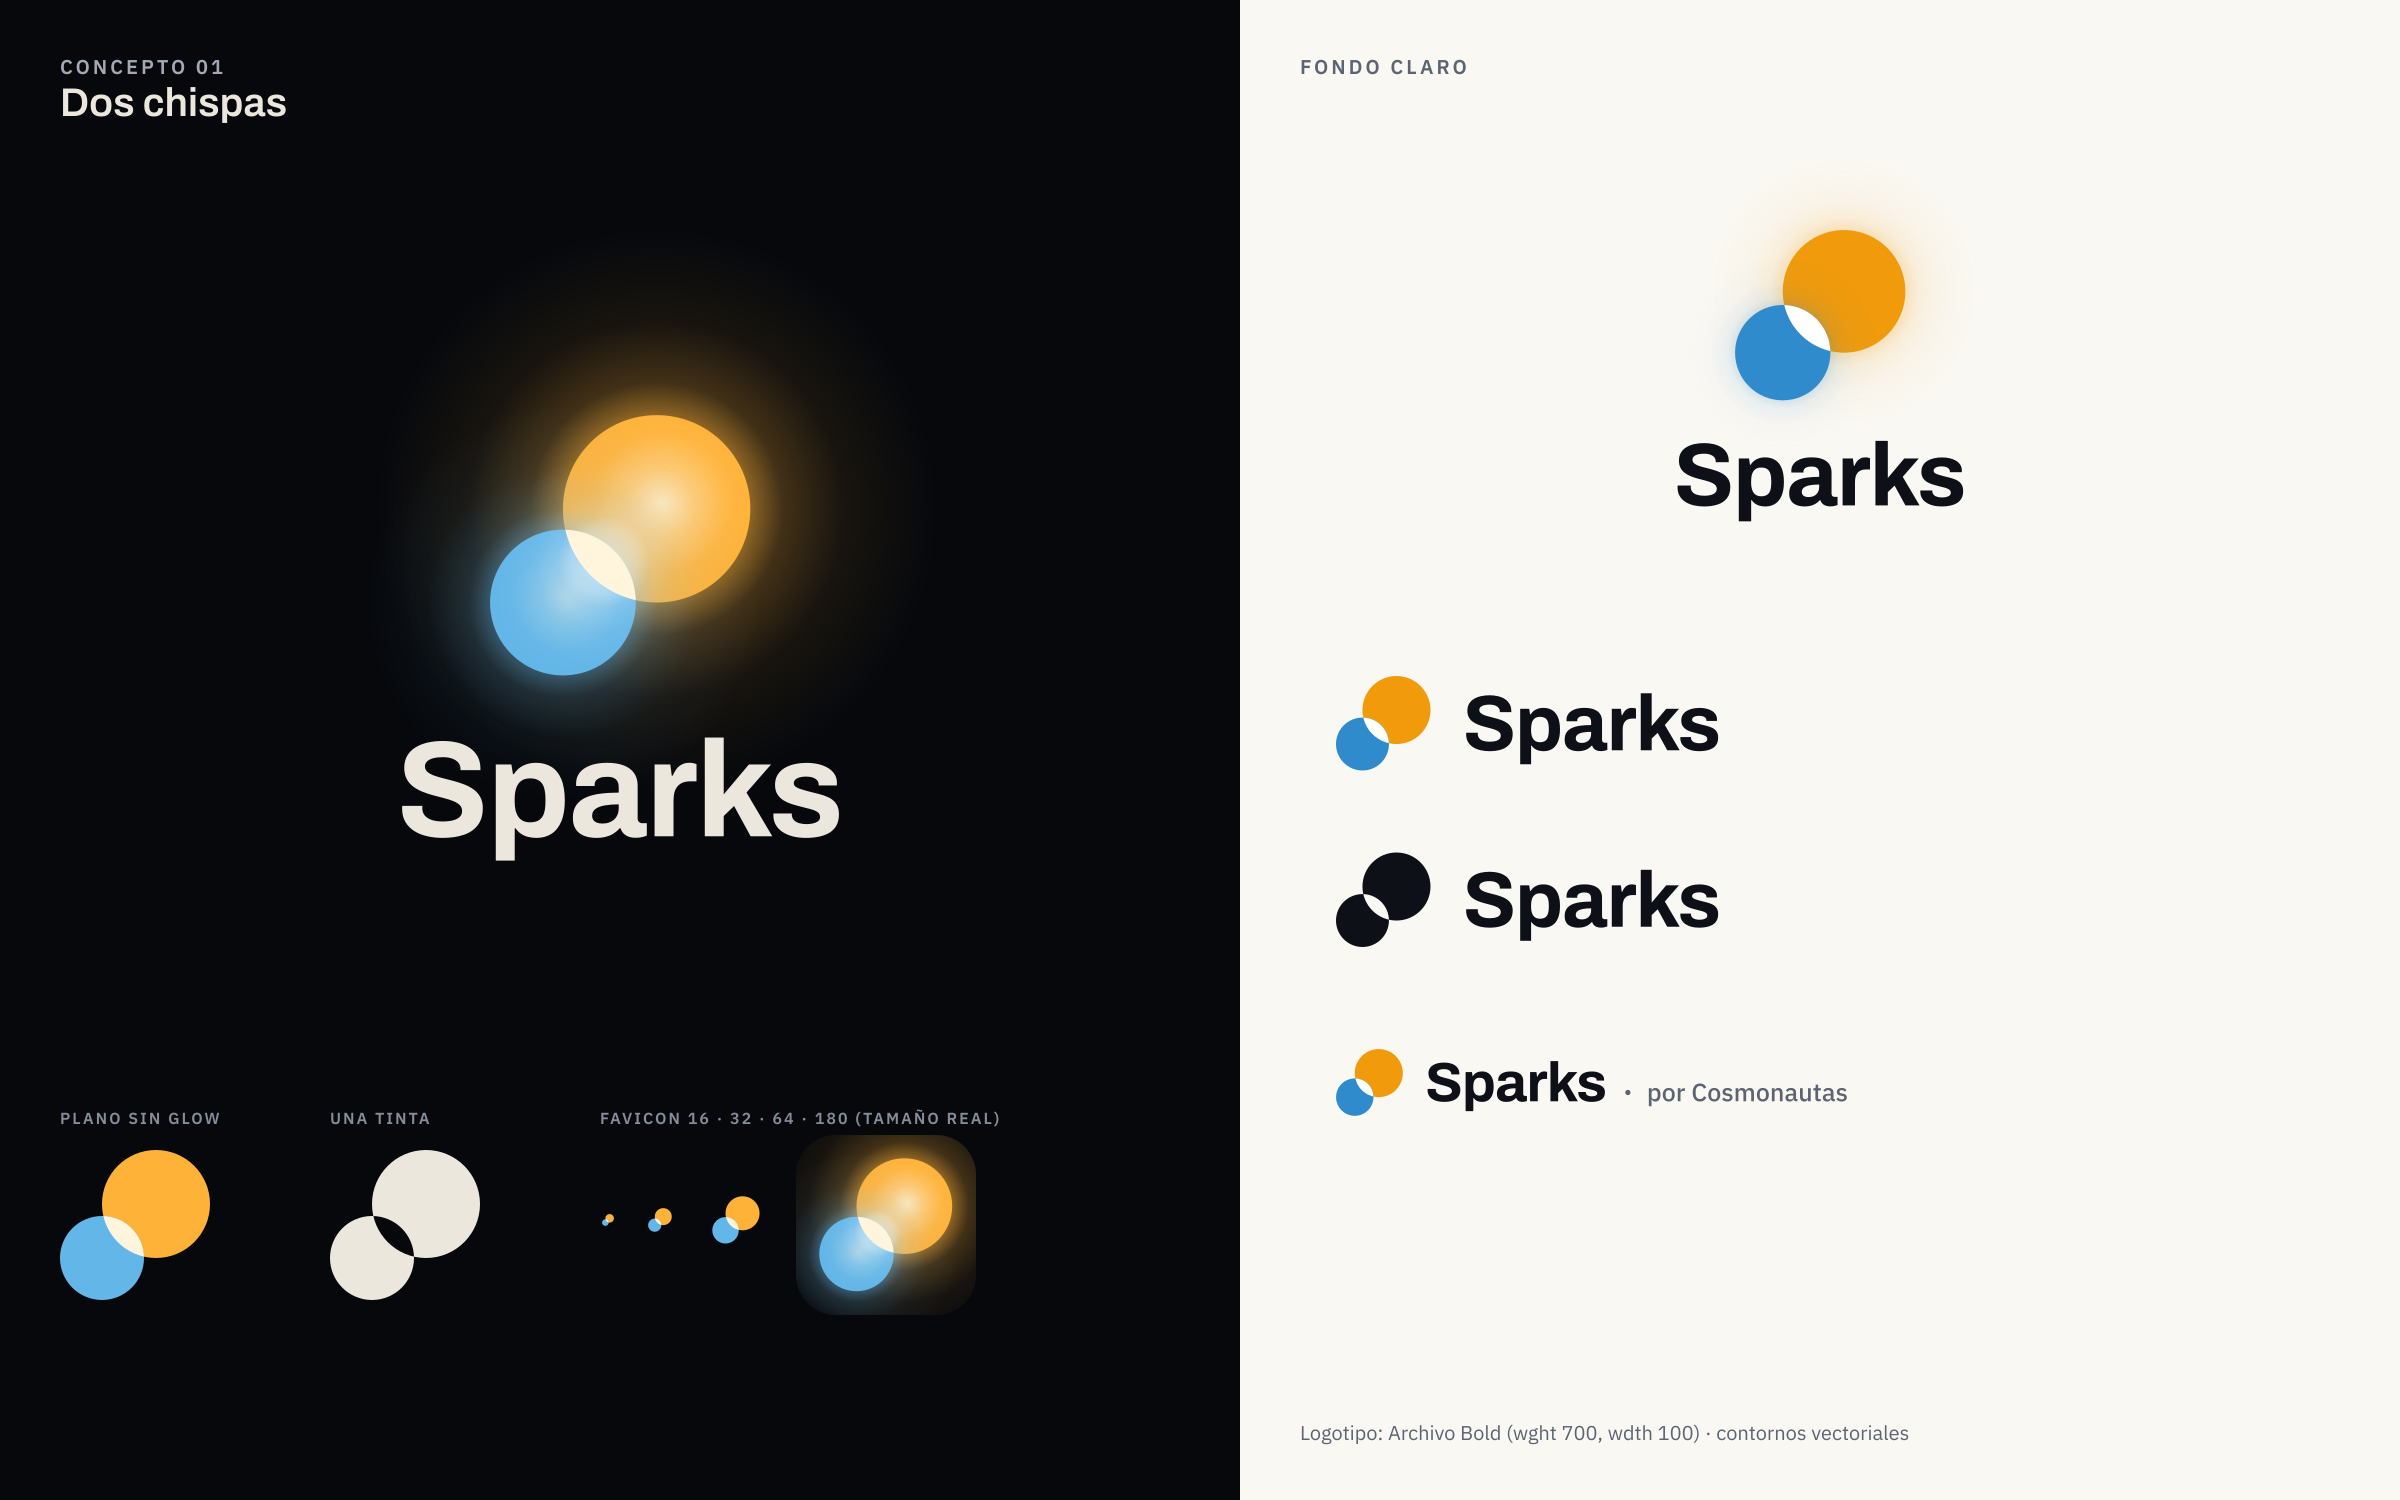 CONCEPTO 01
Dos chispas
Sparks
PLANO SIN GLOW
UNA TINTA
FAVICON 16 · 32 · 64 · 180 (TAMAÑO REAL)
FONDO CLARO
Sparks
Sparks
Sparks
Sparks · por Cosmonautas
Logotipo: Archivo Bold (wght 700, wdth 100) · contornos vectoriales